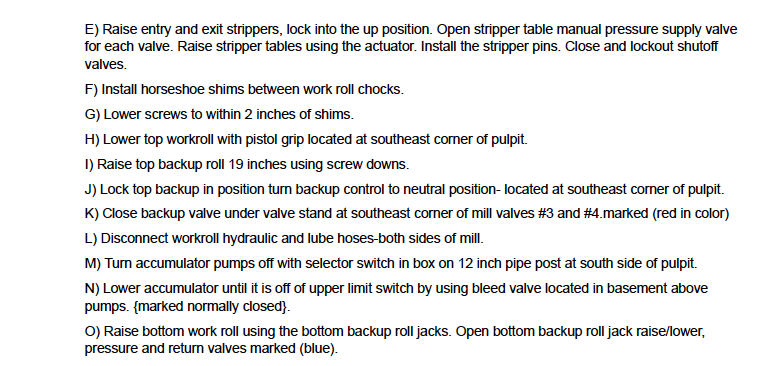 E) Raise entry and exit strippers, lock into the up position. Open stripper table manual pressure supply valve
for each valve. Raise stripper tables using the actuator. Install the stripper pins. Close and lockout shutoff
valves.
F) Install horseshoe shims between work roll chocks.
G) Lower screws to within 2 inches of shims.
H) Lower top workroll with pistol grip located at southeast corner of pulpit.
I) Raise top backup roll 19 inches using screw downs.
J) Lock top backup in position turn backup control to neutral position- located at southeast corner of pulpit.
K) Close backup valve under valve stand at southeast corner of mill valves #3 and #4.marked (red in color)
L) Disconnect workroll hydraulic and lube hoses-both sides of mill.
M) Turn accumulator pumps off with selector switch in box on 12 inch pipe post at south side of pulpit.
N) Lower accumulator until it is off of upper limit switch by using bleed valve located in basement above
pumps. {marked normally closed}.
O) Raise bottom work roll using the bottom backup roll jacks. Open bottom backup roll jack raise/lower,
pressure and return valves marked (blue).